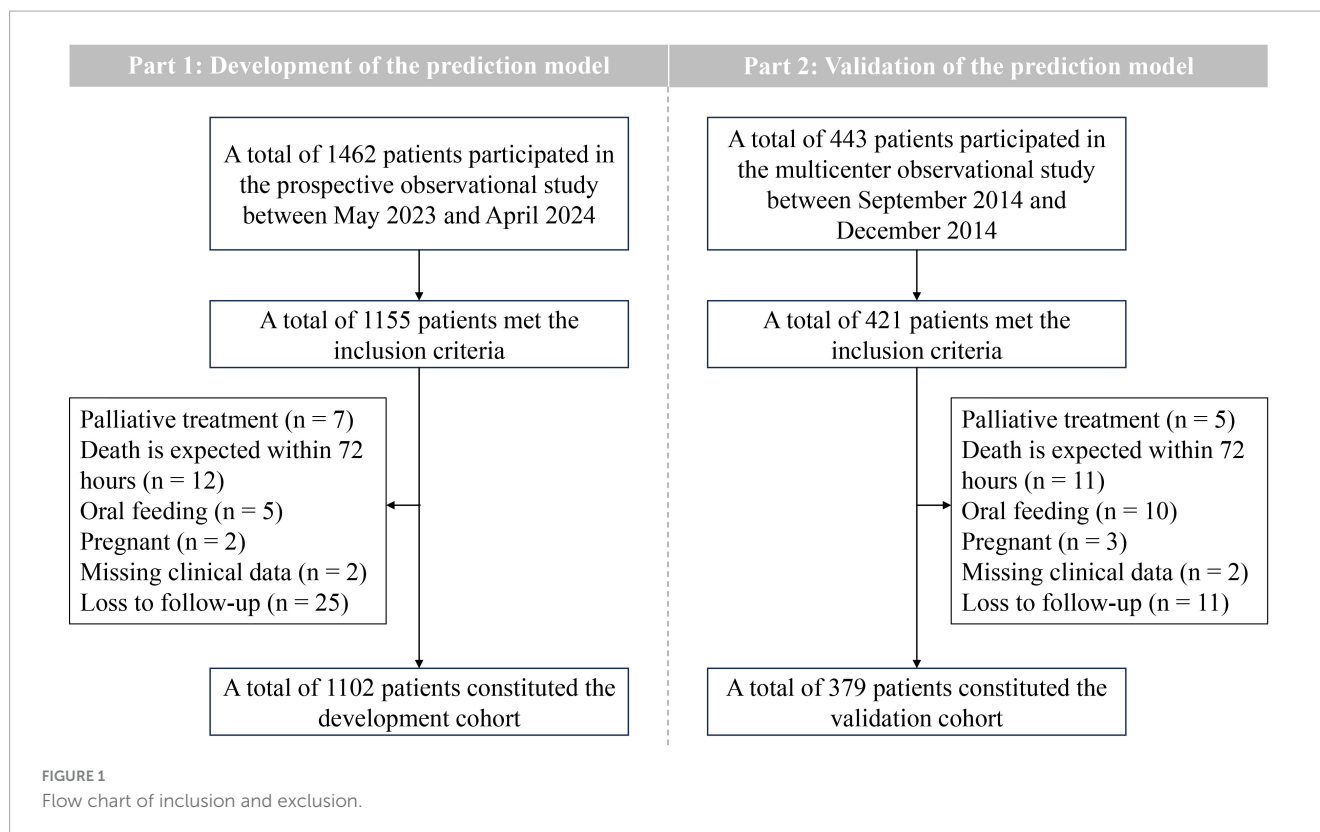 Part 1: Development of the prediction model
A total of 1462 patients participated in
the prospective observational study
between May 2023 and April 2024
A total of 1155 patients met the
inclusion criteria
Palliative treatment (n = 7)
Death is expected within 72
hours (n = 12)
Oral feeding (n = 5)
Pregnant (n = 2)
Missing clinical data (n = 2)
Loss to follow-up (n = 25)
A total of 1102 patients constituted the
development cohort
Part 2: Validation of the prediction model
A total of 443 patients participated in
the multicenter observational study
between September 2014 and
December 2014
A total of 421 patients met the
inclusion criteria
Palliative treatment (n = 5)
Death is expected within 72
hours (n = 11)
Oral feeding (n = 10)
Pregnant (n = 3)
Missing clinical data (n = 2)
Loss to follow-up (n = 11)
A total of 379 patients constituted the
validation cohort
FIGURE 1
Flow chart of inclusion and exclusion.